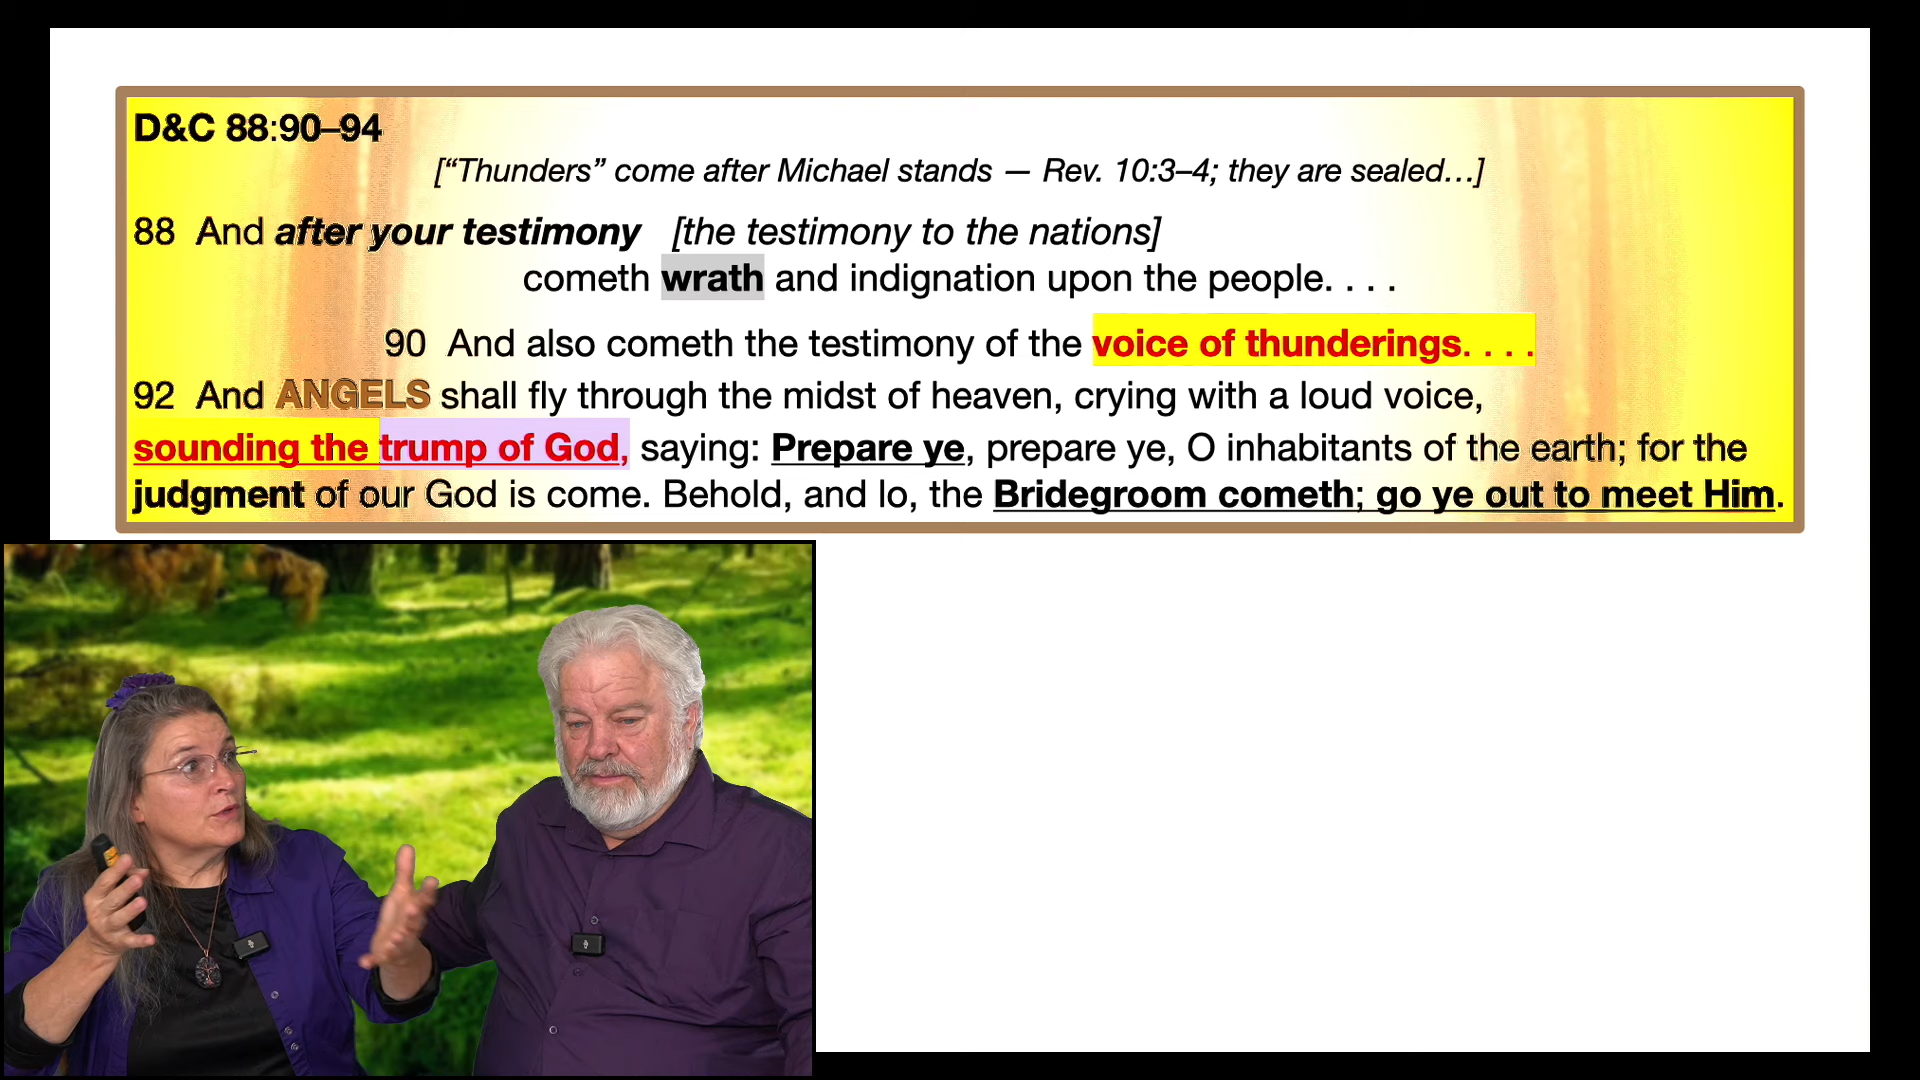 D&C 88:90–94
[“Thunders” come after Michael stands — Rev. 10:3–4; they are sealed…]
88 And after your testimony [the testimony to the nations]
cometh wrath and indignation upon the people. . . .
90 And also cometh the testimony of the voice of thunderings. . . .
92 And ANGELS shall fly through the midst of heaven, crying with a loud voice,
sounding the trump of God, saying: Prepare ye, prepare ye, O inhabitants of the earth; for the
judgment of our God is come. Behold, and lo, the Bridegroom cometh; go ye out to meet Him.